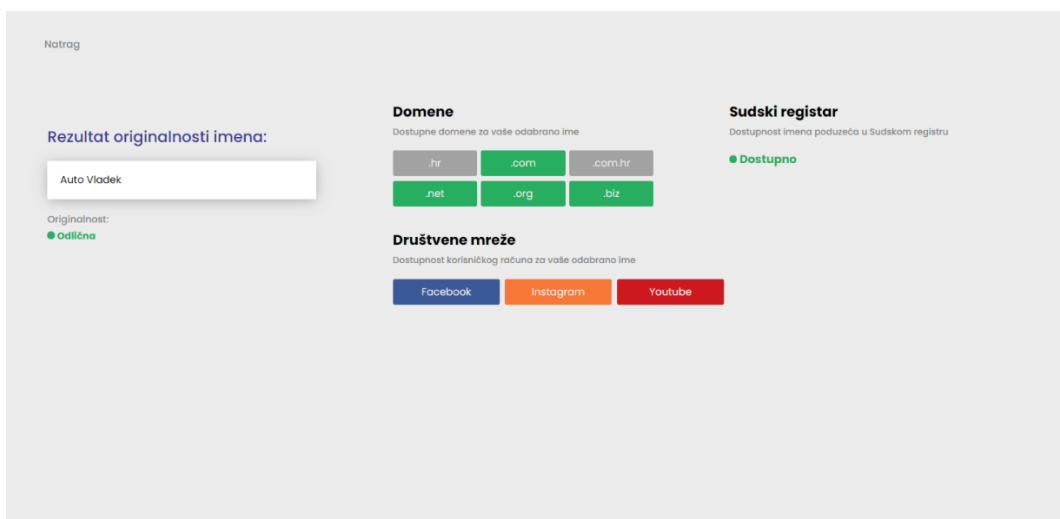 Natrag
Rezultat originalnosti imena:
Auto Vladek
Originalnost:
Odlična
Domene
Dostupne domene za vaše odabrano ime
.hr .com .com.hr
.net .org .biz
Društvene mreže
Dostupnost korisničkog računa za vaše odabrano ime
Facebook Instagram Youtube
Sudski registar
Dostupnost imena poduzeća u Sudskom registru
Dostupno